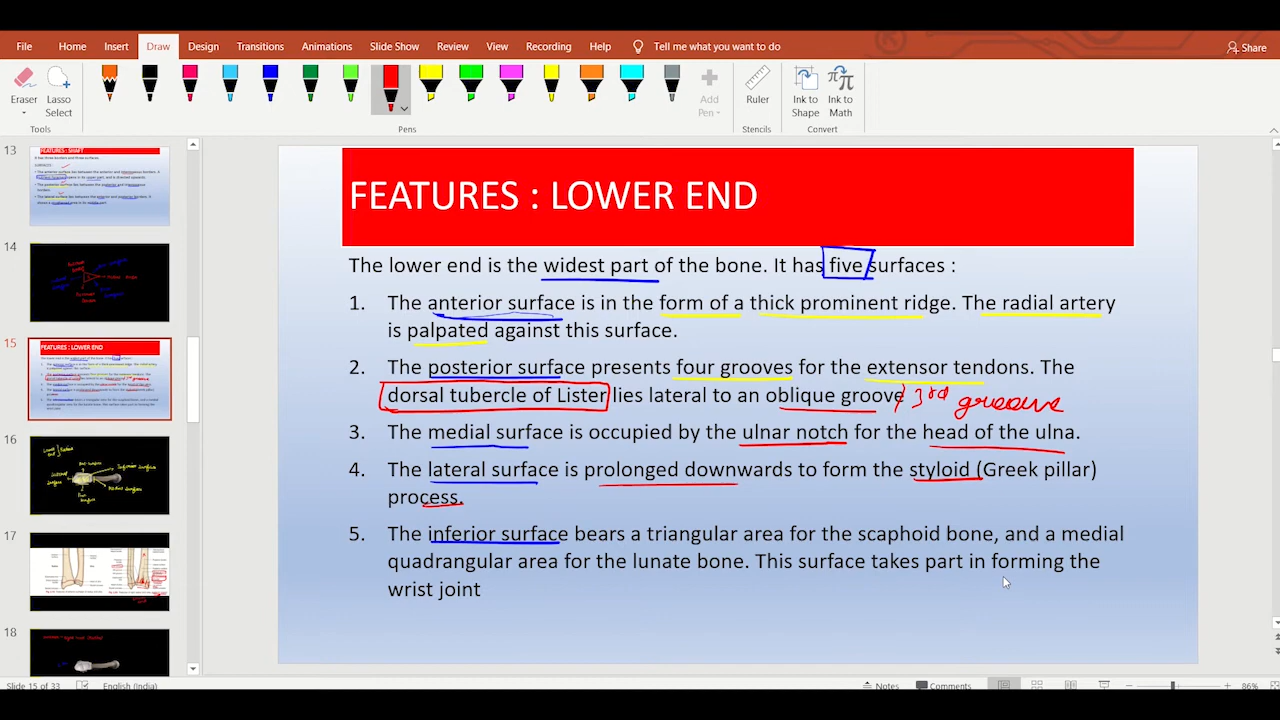 File Home Insert Draw Design Transitions Animations Slide Show Review View Recording Help Tell me what you want to do Share
Eraser Lasso Select Add Pen Ruler Ink to Shape Ink to Math
Tools Pens Stencils Convert
13
FEATURES : SHAFT
14
15
FEATURES : LOWER END
16
17
18
FEATURES : LOWER END
The lower end is the widest part of the bone. It has five surfaces :
1. The anterior surface is in the form of a thick prominent ridge. The radial artery
is palpated against this surface.
2. The posterior surface presents four grooves for the extensor tendons. The
dorsal tubercle of Lister lies lateral to an oblique groove 3rd groove
3. The medial surface is occupied by the ulnar notch for the head of the ulna.
4. The lateral surface is prolonged downwards to form the styloid (Greek pillar)
process.
5. The inferior surface bears a triangular area for the scaphoid bone, and a medial
quadrangular area for the lunate bone. This surface takes part in forming the
wrist joint
Slide 15 of 33 English (India) Notes Comments 86%